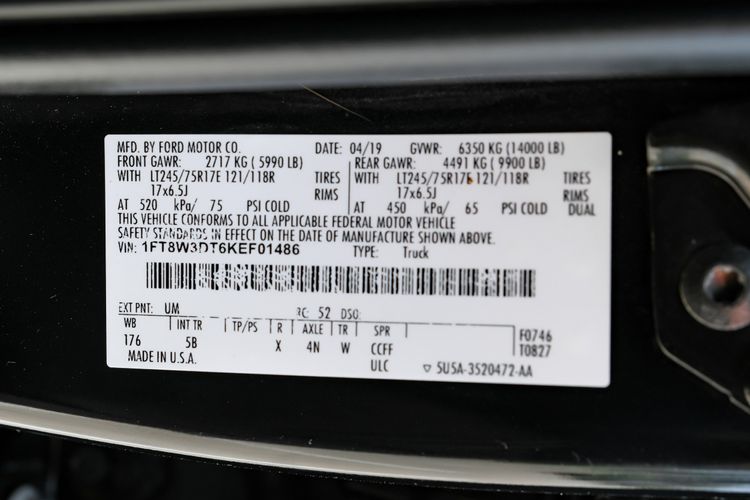 MFD. BY FORD MOTOR CO. DATE: 04/19 GVWR: 6350 KG (14000 LB)
FRONT GAWR: 2717 KG ( 5990 LB) REAR GAWR: 4491 KG ( 9900 LB)
WITH LT245/75R17E 121/118R TIRES WITH LT245/75R17E 121/118R TIRES
17x6.5J RIMS 17x6.5J RIMS
AT 520 kPa/ 75 PSI COLD AT 450 kPa/ 65 PSI COLD DUAL
THIS VEHICLE CONFORMS TO ALL APPLICABLE FEDERAL MOTOR VEHICLE
SAFETY STANDARDS IN EFFECT ON THE DATE OF MANUFACTURE SHOWN ABOVE.
VIN: 1FT8W3DT6KEF01486 TYPE: Truck
EXT PNT: UM RC: 52 DSO:
WB INT TR TP/PS R AXLE TR SPR F0746
176 5B X 4N W CCFF T0827
MADE IN U.S.A. ULC ▽ 5U5A-3520472-AA